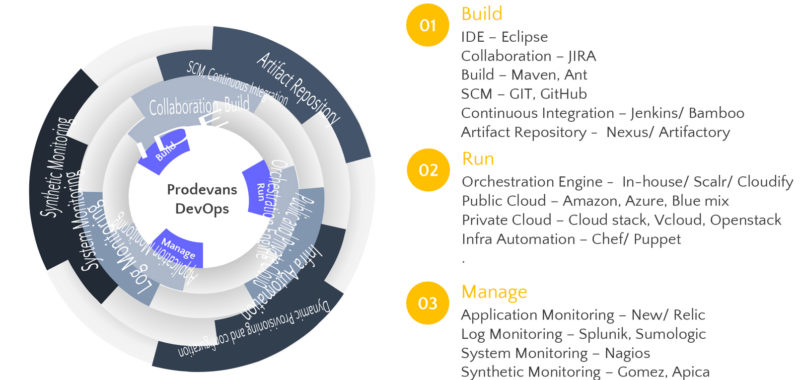 Artifact Repository
SCM, Continuous Integration
Collaboration, Build
IDE
Build
Synthetic Monitoring
System Monitoring
Log Monitoring
Application Monitoring
Manage
Prodevans
DevOps
Run
Orchestration Engine
Public and Private Cloud
Infra Automation
Dynamic Provisioning and configuration
01
Build
IDE – Eclipse
Collaboration – JIRA
Build – Maven, Ant
SCM – GIT, GitHub
Continuous Integration – Jenkins/ Bamboo
Artifact Repository -  Nexus/ Artifactory
02
Run
Orchestration Engine -  In-house/ Scalr/ Cloudify
Public Cloud – Amazon, Azure, Blue mix
Private Cloud – Cloud stack, Vcloud, Openstack
Infra Automation – Chef/ Puppet
.
03
Manage
Application Monitoring – New/ Relic
Log Monitoring – Splunik, Sumologic
System Monitoring – Nagios
Synthetic Monitoring – Gomez, Apica